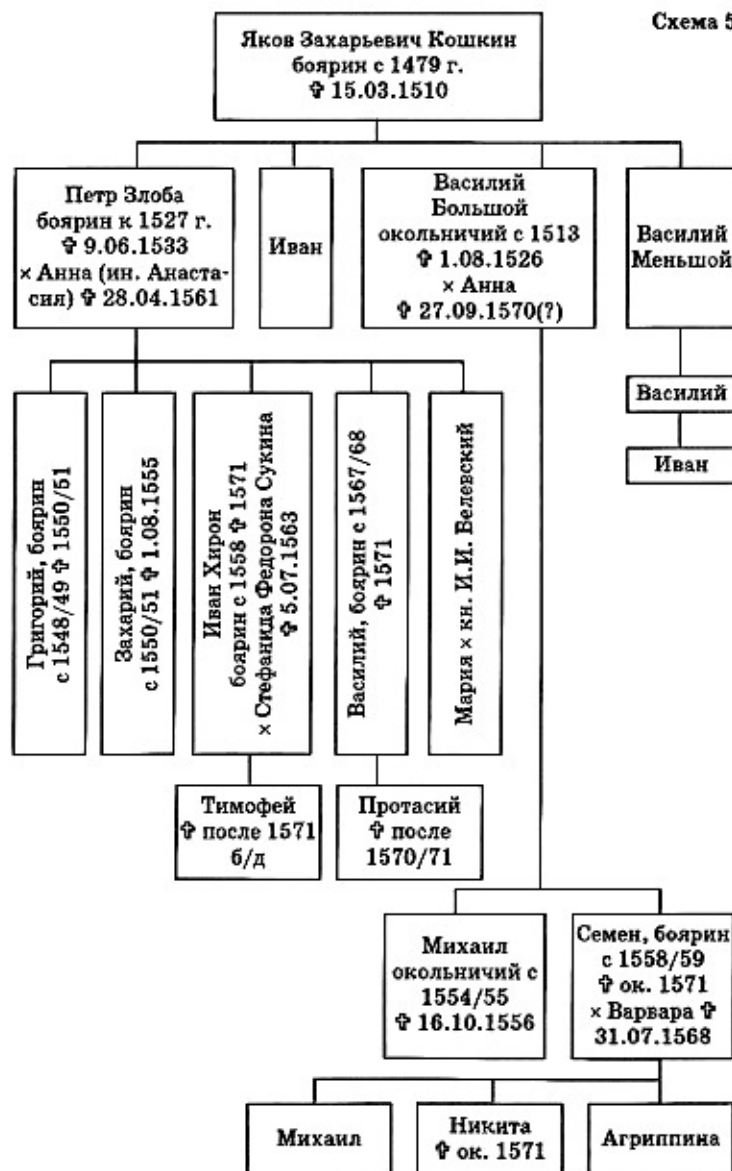 Схема 5
Яков Захарьевич Кошкин
боярин с 1479 г.
✞ 15.03.1510
Петр Злоба
боярин к 1527 г.
✞ 9.06.1533
× Анна (ин. Анаста-
сил) ✞ 28.04.1561
Иван
Василий
Большой
окольничий с 1513
✞ 1.08.1526
× Анна
✞ 27.09.1570(?)
Василий
Меньшой
Василий
Иван
Григорий, боярин
с 1548/49 ✞ 1550/51
Захарий, боярин
с 1550/51 ✞ 1.08.1555
Иван Хирон
боярин с 1558 ✞ 1571
× Стефанида Федорона Сукина
✞ 5.07.1563
Василий, боярин с 1567/68
✞ 1571
Мария × кн. И.И. Белевский
Тимофей
✞ после 1571
б/д
Протасий
✞ после
1570/71
Михаил
окольничий с
1554/55
✞ 16.10.1556
Семен, боярин
с 1558/59
✞ ок. 1571
× Варвара ✞
31.07.1568
Михаил
Никита
✞ ок. 1571
Агриппина